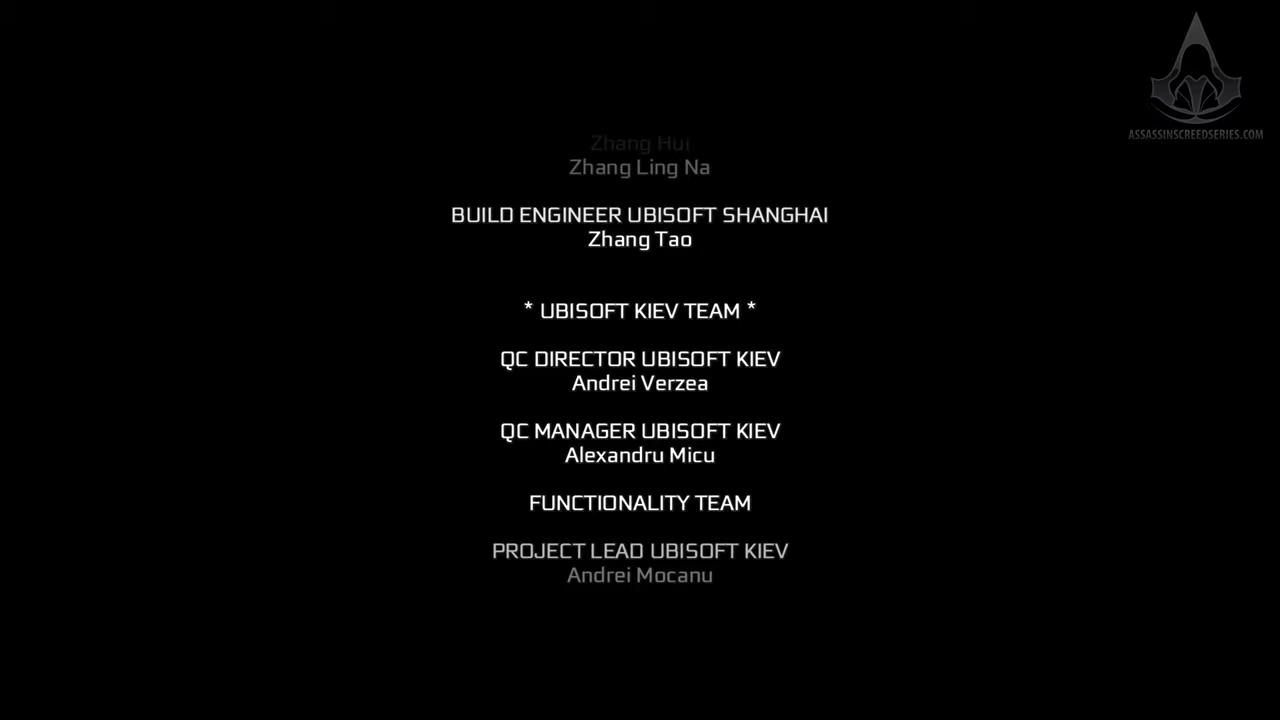 ASSASSINSCREEDSERIES.COM
Zhang Hui
Zhang Ling Na
BUILD ENGINEER UBISOFT SHANGHAI
Zhang Tao
* UBISOFT KIEV TEAM *
QC DIRECTOR UBISOFT KIEV
Andrei Verzea
QC MANAGER UBISOFT KIEV
Alexandru Micu
FUNCTIONALITY TEAM
PROJECT LEAD UBISOFT KIEV
Andrei Mocanu